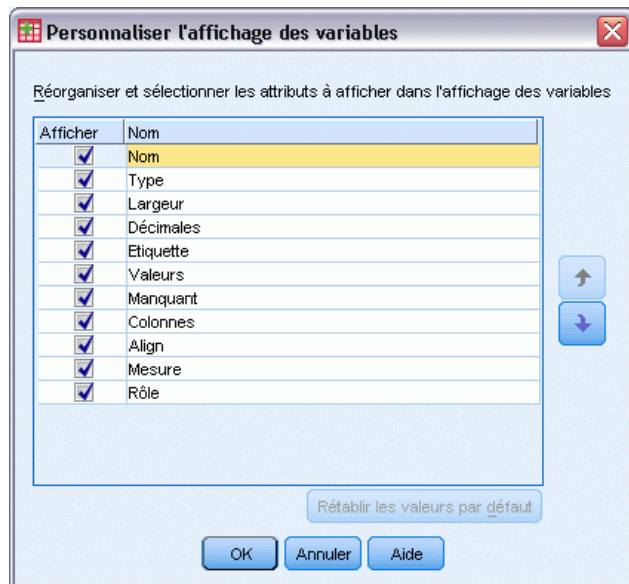 Personnaliser l'affichage des variables
Réorganiser et sélectionner les attributs à afficher dans l'affichage des variables
Afficher Nom
Nom
Type
Largeur
Décimales
Etiquette
Valeurs
Manquant
Colonnes
Align
Mesure
Rôle
Rétablir les valeurs par défaut
OK Annuler Aide